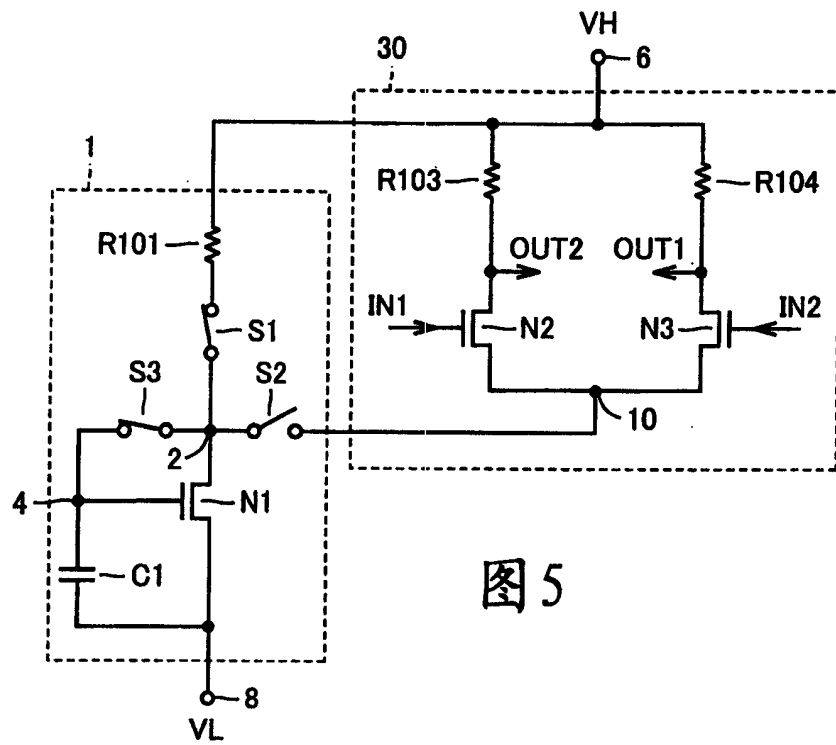 VH
30
6
1
R103
R104
R101
OUT2
OUT1
IN1
IN2
S1
N2
N3
S3
S2
10
2
4
N1
C1
图5
8
VL